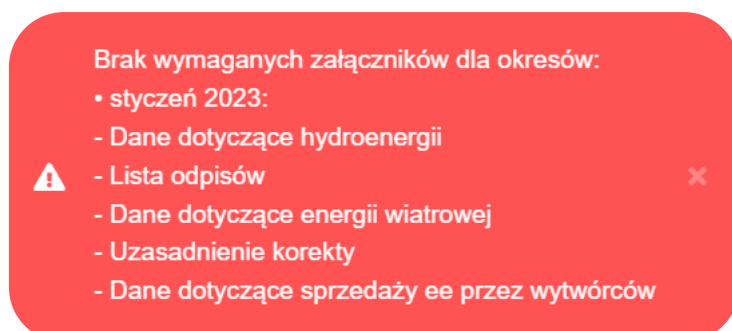 Brak wymaganych załączników dla okresów:
• styczeń 2023:
- Dane dotyczące hydroenergii
- Lista odpisów
- Dane dotyczące energii wiatrowej
- Uzasadnienie korekty
- Dane dotyczące sprzedaży ee przez wytwórców